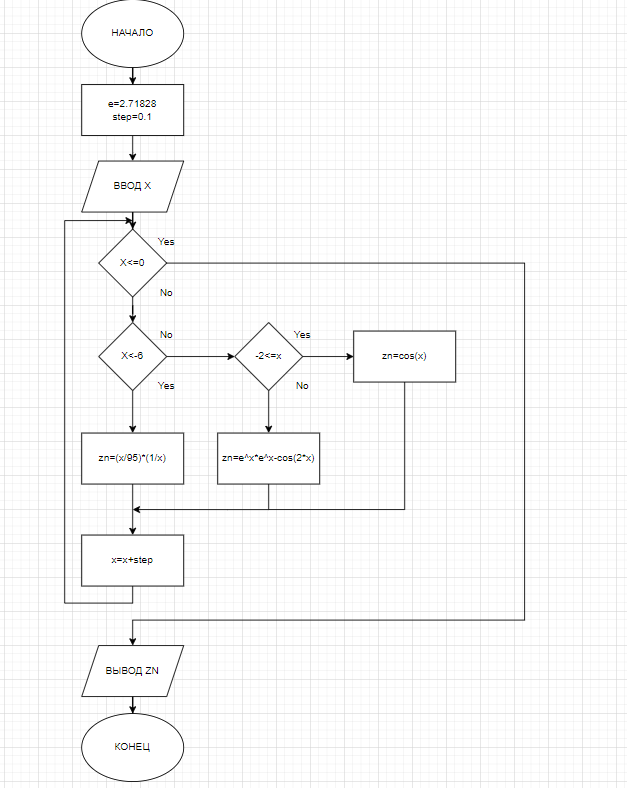 НАЧАЛО
e=2.71828
step=0.1
ВВОД X
Yes
X<=0
No
No
Yes
X<-6
-2<=x
zn=cos(x)
Yes
No
zn=(x/95)*(1/x)
zn=e^x*e^x-cos(2*x)
x=x+step
ВЫВОД ZN
КОНЕЦ